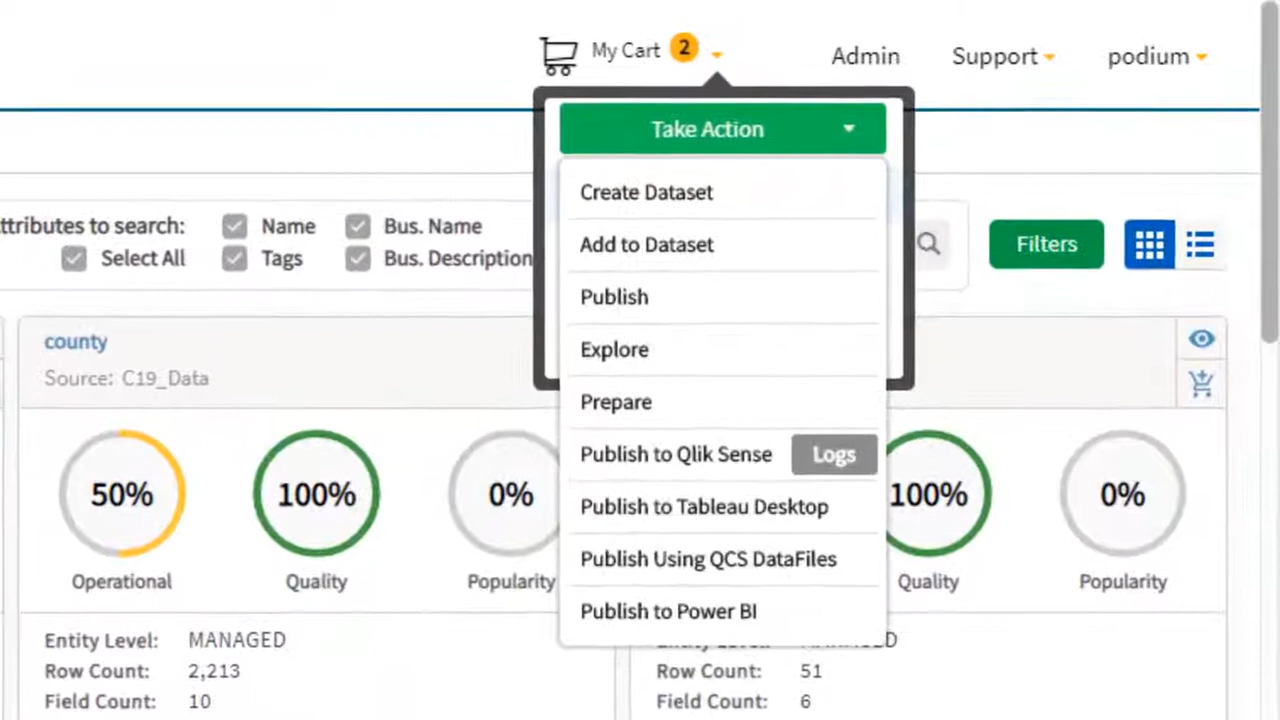 My Cart 2
Admin
Support
podium
Take Action
Create Dataset
Add to Dataset
Publish
Explore
Prepare
Publish to Qlik Sense Logs
Publish to Tableau Desktop
Publish Using QCS DataFiles
Publish to Power BI
ttributes to search: Name Bus. Name
Select All Tags Bus. Description
Filters
county
Source: C19_Data
50% 100% 0%
Operational Quality Popularity
Entity Level: MANAGED
Row Count: 2,213
Field Count: 10
100% 0%
Quality Popularity
Row Count: 51
Field Count: 6